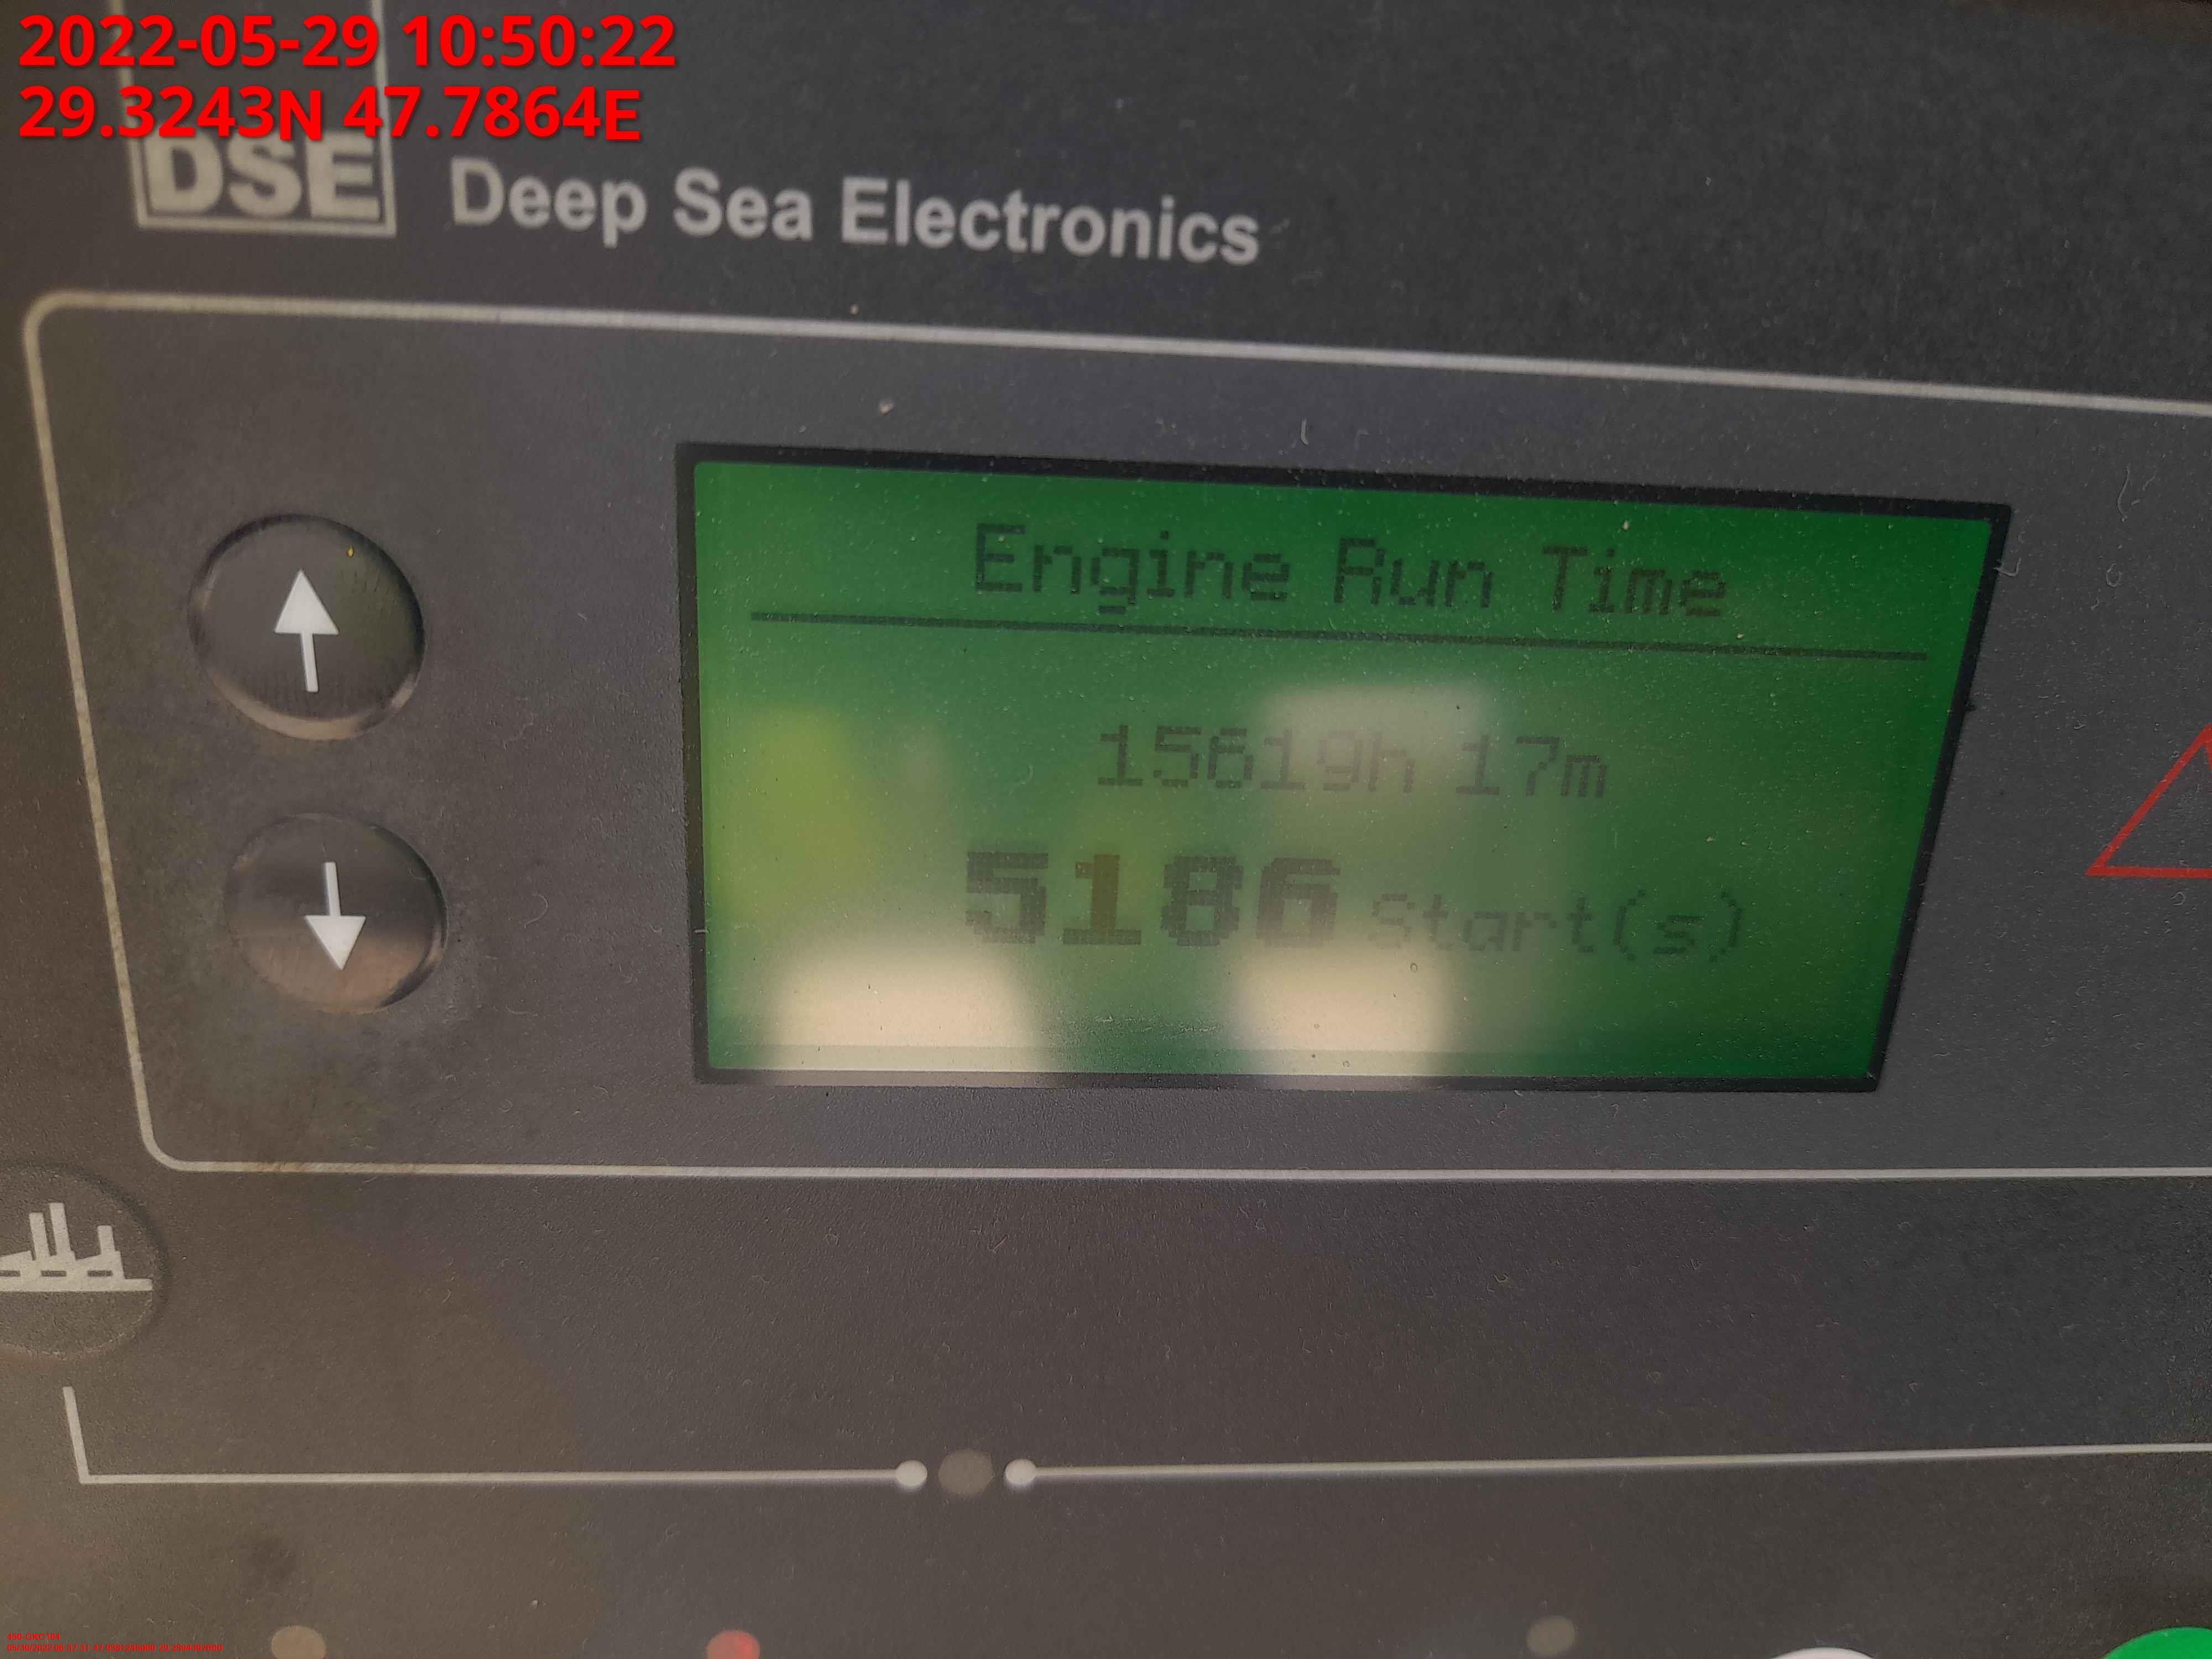 2022-05-29 10:50:22
29.3243N 47.7864E
DSE Deep Sea Electronics
Engine Run Time
15619h 17m
5186 Start(s)